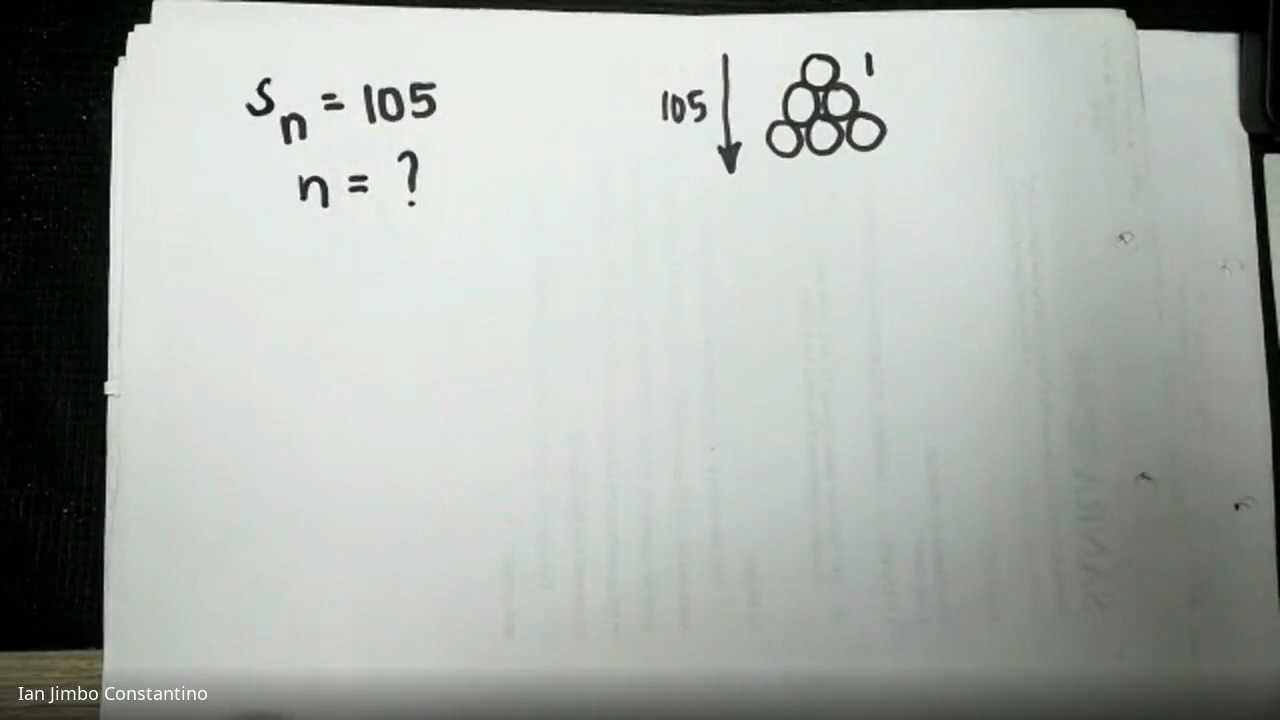 Sn = 105
n = ?
105
1
Ian Jimbo Constantino